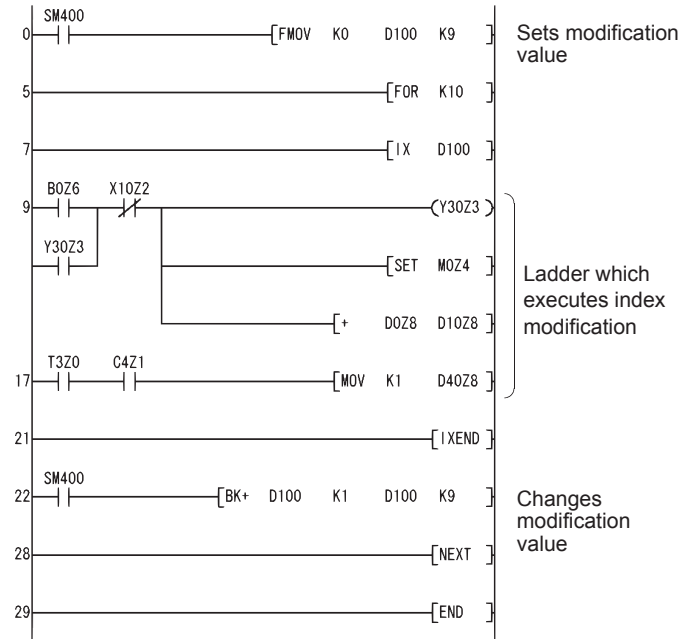 SM400
0 [FMOV K0 D100 K9 ] Sets modification
value
5 [FOR K10 ]
7 [IX D100 ]
B0Z6 X10Z2
9 (Y30Z3 )
Y30Z3
[SET M0Z4 ]
Ladder which
executes index
modification
[+ D0Z8 D10Z8 ]
T3Z0 C4Z1
17 [MOV K1 D40Z8 ]
21 [IXEND ]
SM400
22 [BK+ D100 K1 D100 K9 ] Changes
modification
value
28 [NEXT ]
29 [END ]